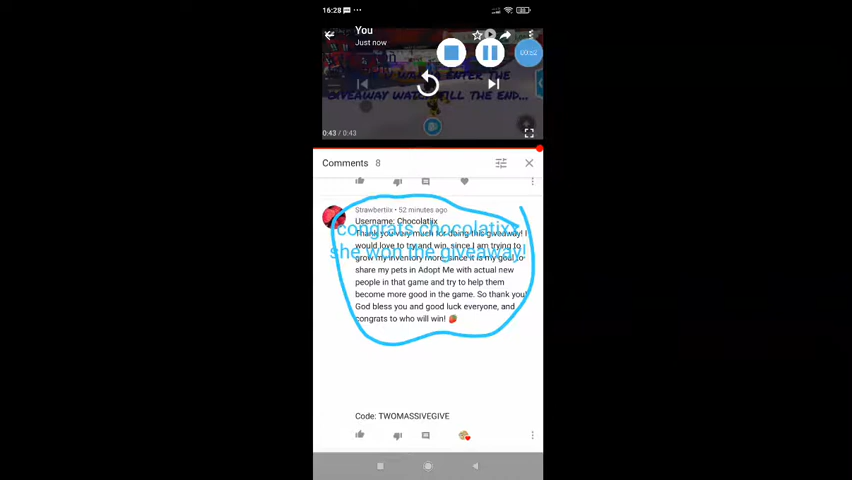 16:28
You
Just now
00:52
WANT TO ENTER THE
GIVEAWAY WATCH TILL THE END...
0:43 / 0:43
Comments 8
Strawbertiix • 52 minutes ago
Username: Chocolatiix
congrats chocolatixx
Thank you very much for doing this giveaway! I
would love to try and win, since I am trying to
she won the giveaway!
grow my inventory more, since it is my goal to
share my pets in Adopt Me with actual new
people in that game and try to help them
become more good in the game. So thank you!
God bless you and good luck everyone, and
congrats to who will win! 🍓
Code: TWOMASSIVEGIVE